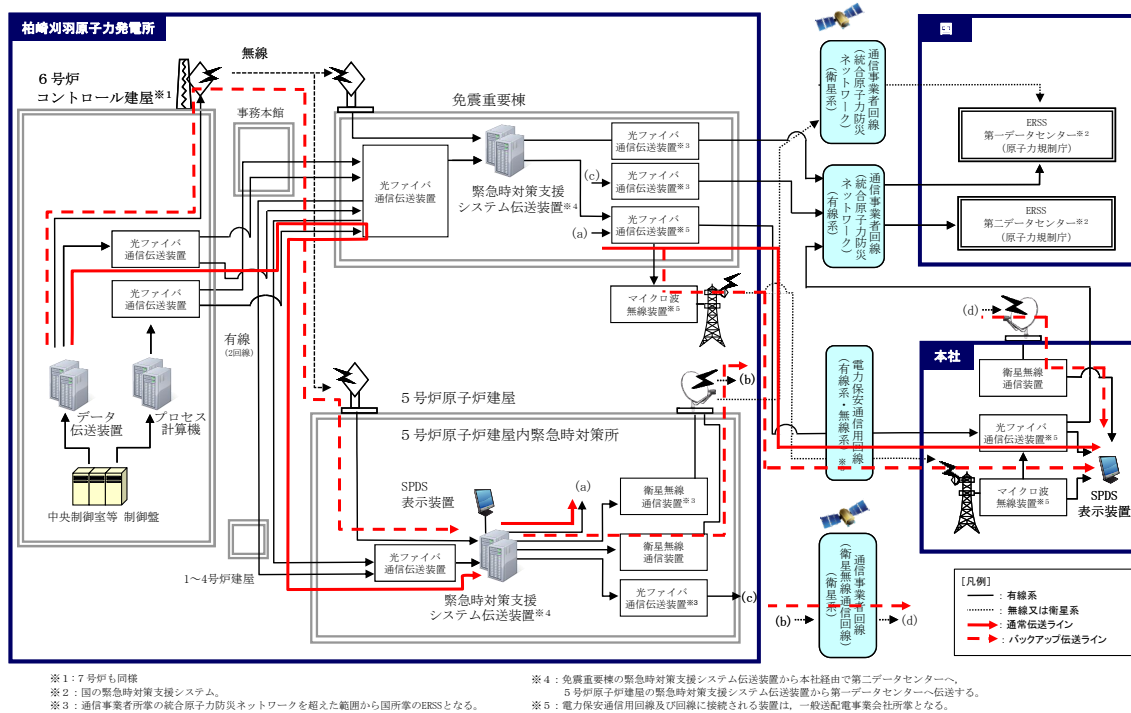 柏崎刈羽原子力発電所
無線
6号炉
コントロール建屋※1
事務本館
免震重要棟
光ファイバ
通信伝送装置
緊急時対策支援
システム伝送装置※4
光ファイバ
通信伝送装置※3
(c)
光ファイバ
通信伝送装置※3
(a)
光ファイバ
通信伝送装置※5
マイクロ波
無線装置※5
光ファイバ
通信伝送装置
光ファイバ
通信伝送装置
有線
(2回線)
データ
伝送装置
プロセス
計算機
中央制御室等 制御盤
1～4号炉建屋
5号炉原子炉建屋
5号炉原子炉建屋内緊急時対策所
SPDS
表示装置
(a)
(b)
衛星無線
通信装置※3
衛星無線
通信装置
光ファイバ
通信伝送装置
光ファイバ
通信伝送装置※3
(c)
緊急時対策支援
システム伝送装置※4
通信事業者回線
(統合原子力防災
ネットワーク)
(衛星系)
通信事業者回線
(統合原子力防災
ネットワーク)
(有線系)
電力保安通信用回線
(有線系・無線系)※5
通信事業者回線
(衛星無線通信回線)
(衛星系)
(b)
(d)
国
ERSS
第一データセンター※2
(原子力規制庁)
ERSS
第二データセンター※2
(原子力規制庁)
(d)
本社
衛星無線
通信装置
光ファイバ
通信伝送装置※5
マイクロ波
無線装置※5
SPDS
表示装置
[凡例]
：有線系
：無線又は衛星系
：通常伝送ライン
：バックアップ伝送ライン
※1：7号炉も同様
※2：国の緊急時対策支援システム。
※3：通信事業者所掌の統合原子力防災ネットワークを超えた範囲から国所掌のERSSとなる。
※4：免震重要棟の緊急時対策支援システム伝送装置から本社経由で第二データセンターへ，
5号炉原子炉建屋の緊急時対策支援システム伝送装置から第一データセンターへ伝送する。
※5：電力保安通信用回線及び回線に接続される装置は，一般送配電事業会社所掌となる。